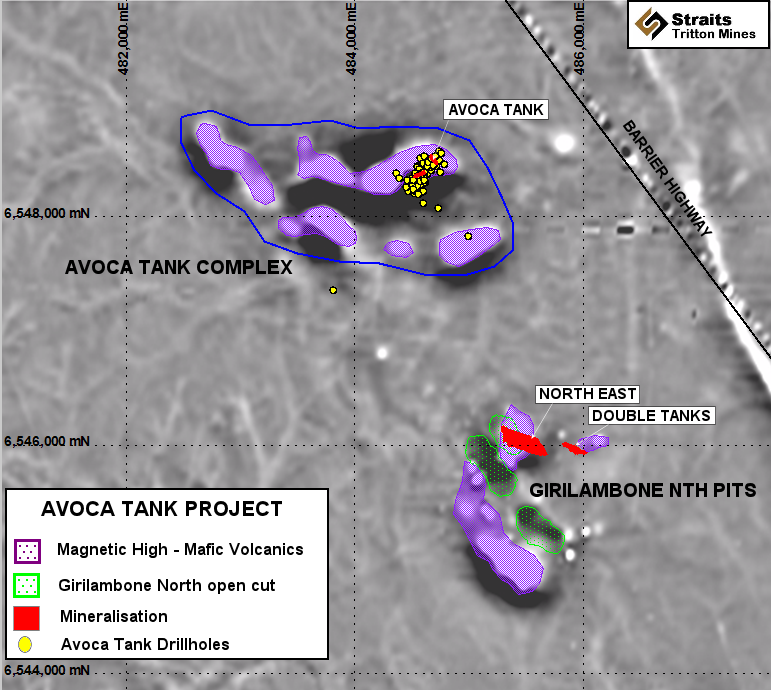 482,000 mE
484,000 mE
486,000 mE
Straits
Tritton Mines
AVOCA TANK
BARRIER HIGHWAY
6,548,000 mN
AVOCA TANK COMPLEX
NORTH EAST
DOUBLE TANKS
6,546,000 mN
GIRILAMBONE NTH PITS
AVOCA TANK PROJECT
Magnetic High - Mafic Volcanics
Girilambone North open cut
Mineralisation
Avoca Tank Drillholes
6,544,000 mN